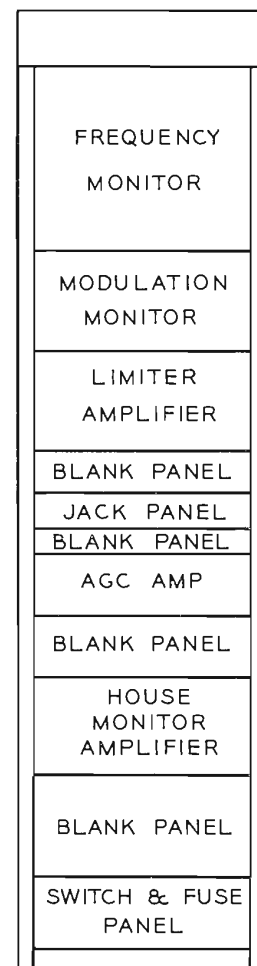 FREQUENCY
MONITOR
MODULATION
MONITOR
LIMITER
AMPLIFIER
BLANK PANEL
JACK PANEL
BLANK PANEL
AGC AMP
BLANK PANEL
HOUSE
MONITOR
AMPLIFIER
BLANK PANEL
SWITCH & FUSE
PANEL